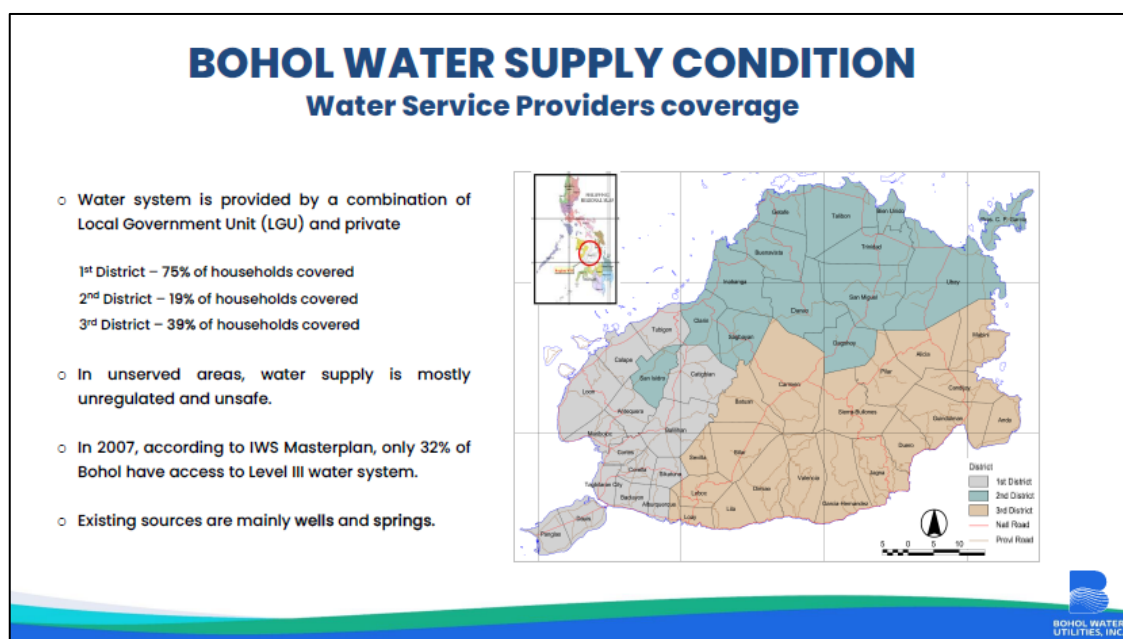 BOHOL WATER SUPPLY CONDITION
Water Service Providers coverage
○ Water system is provided by a combination of
Local Government Unit (LGU) and private
1st District – 75% of households covered
2nd District – 19% of households covered
3rd District – 39% of households covered
○ In unserved areas, water supply is mostly
unregulated and unsafe.
○ In 2007, according to IWS Masterplan, only 32% of
Bohol have access to Level III water system.
○ Existing sources are mainly wells and springs.
Getafe
Talibon
Bien Unido
Pres. C. P. Garcia
Buenavista
Trinidad
Inabanga
Ubay
San Miguel
Danao
Clarin
Tubigon
Sagbayan
Dagohoy
Mabini
Calape
Alicia
San Isidro
Catigbian
Pilar
Loon
Carmen
Candijay
Batuan
Antequera
Sierra Bullones
Guindulman
Anda
Maribojoc
Balilihan
Duero
Cortes
Sevilla
Bilar
Corella
Sikatuna
Valencia
Jagna
Tagbilaran City
Dimiao
Baclayon
Loboc
Garcia Hernandez
Alburquerque
Lila
Loay
Dauis
Panglao
District
1st District
2nd District
3rd District
Natl Road
Provl Road
5 0 5 10
BOHOL WATER
UTILITIES, INC